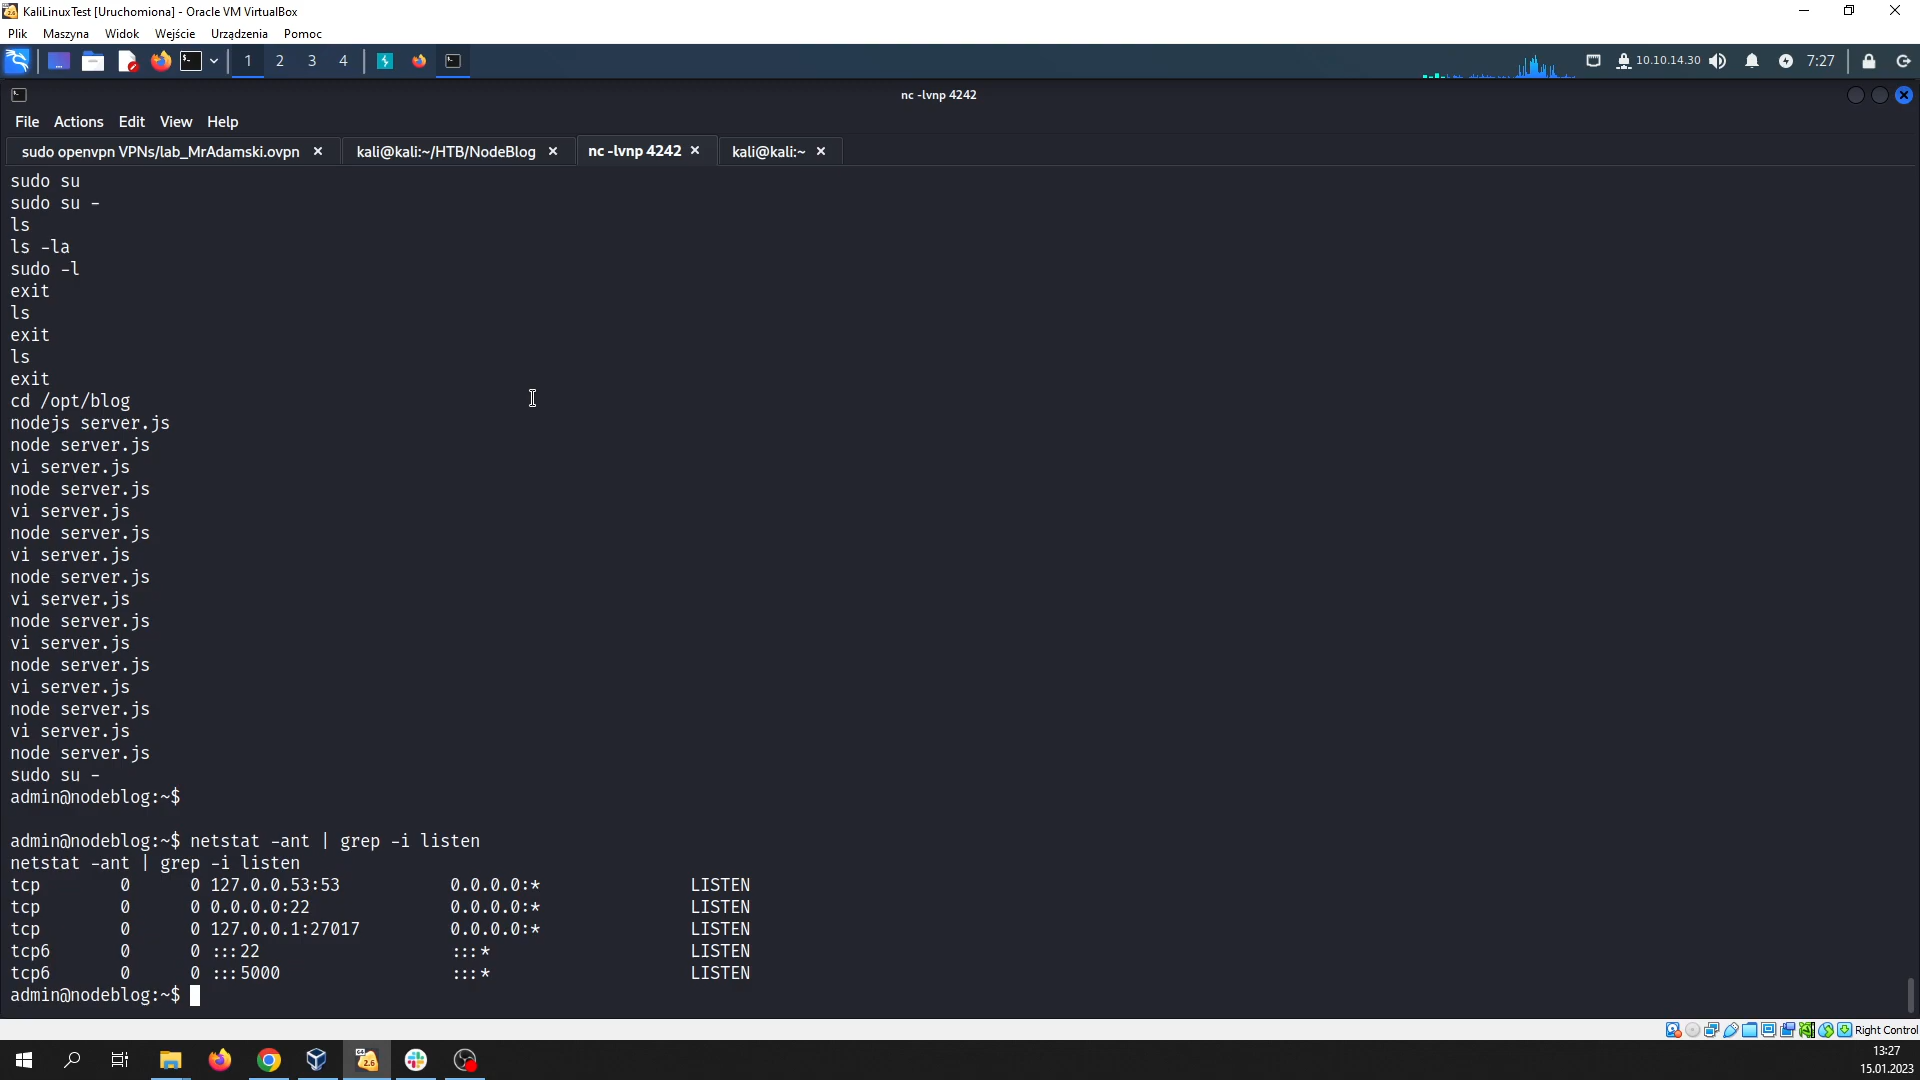 KaliLinuxTest [Uruchomiona] - Oracle VM VirtualBox
Plik Maszyna Widok Wejście Urządzenia Pomoc
1 2 3 4 10.10.14.30 7:27
nc -lvnp 4242
File Actions Edit View Help
sudo openvpn VPNs/lab_MrAdamski.ovpn kali@kali:~/HTB/NodeBlog nc -lvnp 4242 kali@kali:~
sudo su
sudo su -
ls
ls -la
sudo -l
exit
ls
exit
ls
exit
cd /opt/blog
nodejs server.js
node server.js
vi server.js
node server.js
vi server.js
node server.js
vi server.js
node server.js
vi server.js
node server.js
vi server.js
node server.js
vi server.js
node server.js
vi server.js
node server.js
sudo su -
admin@nodeblog:~$
admin@nodeblog:~$ netstat -ant | grep -i listen
netstat -ant | grep -i listen
tcp 0 0 127.0.0.53:53 0.0.0.0:* LISTEN
tcp 0 0 0.0.0.0:22 0.0.0.0:* LISTEN
tcp 0 0 127.0.0.1:27017 0.0.0.0:* LISTEN
tcp6 0 0 :::22 :::* LISTEN
tcp6 0 0 :::5000 :::* LISTEN
admin@nodeblog:~$
Right Control
13:27
15.01.2023